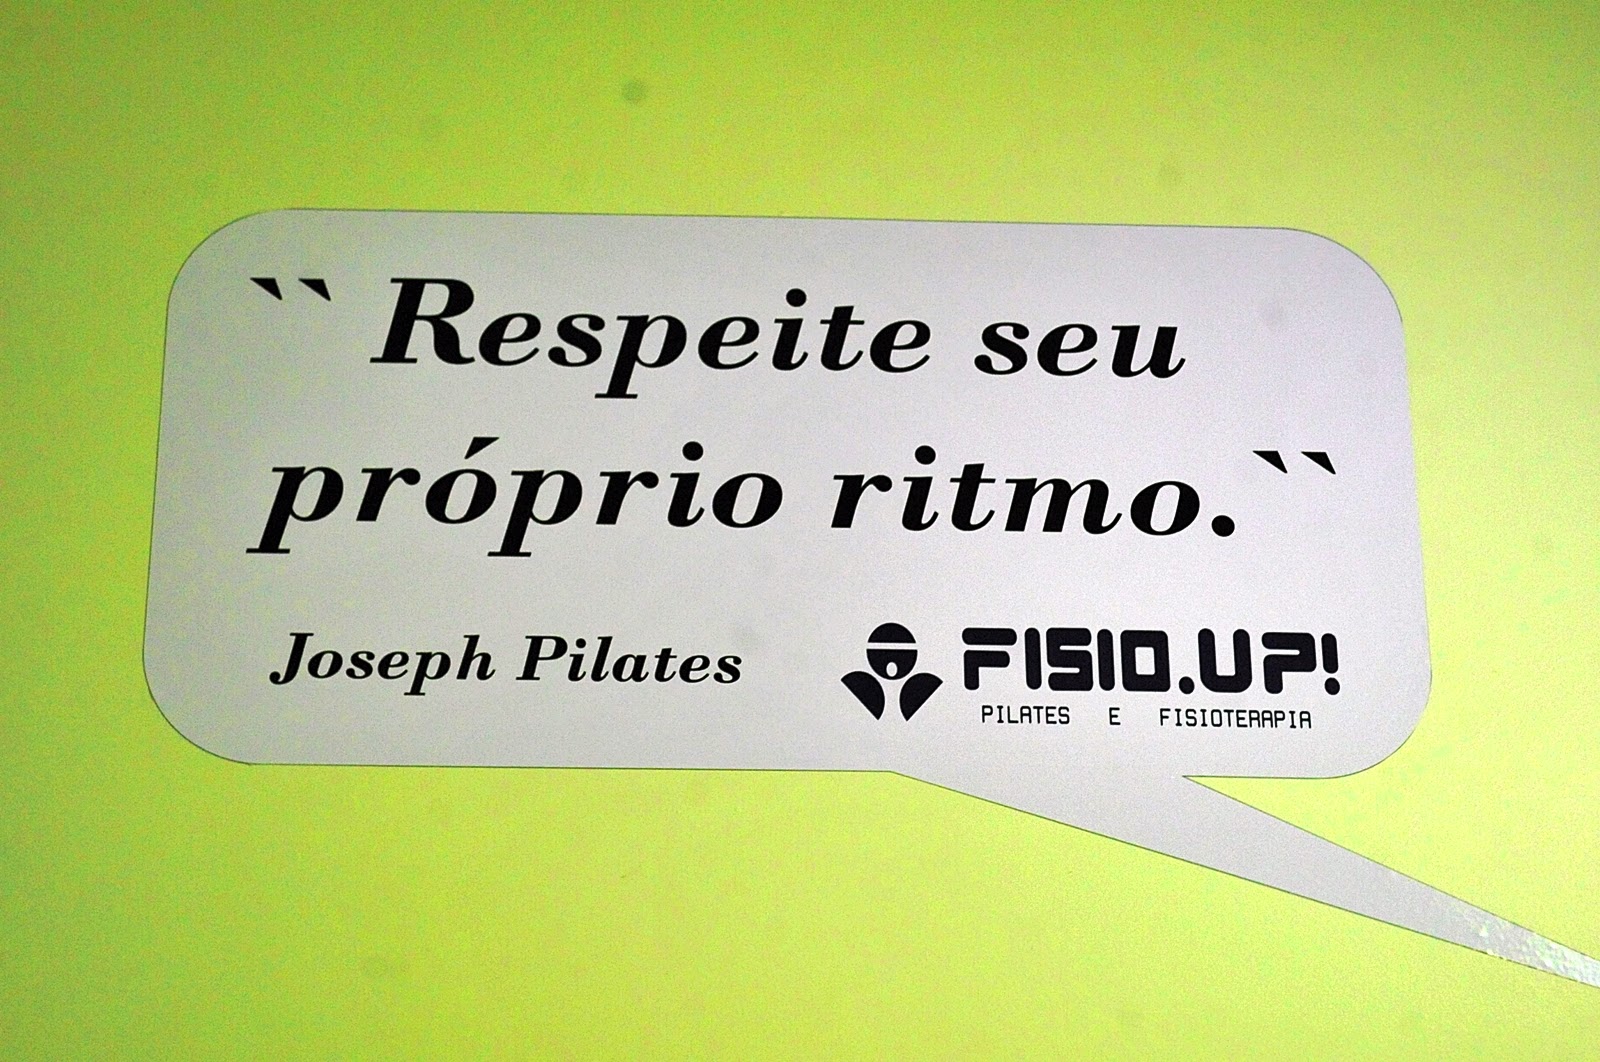 `` Respeite seu
próprio ritmo.``
Joseph Pilates
FISIO.UP!
PILATES E FISIOTERAPIA